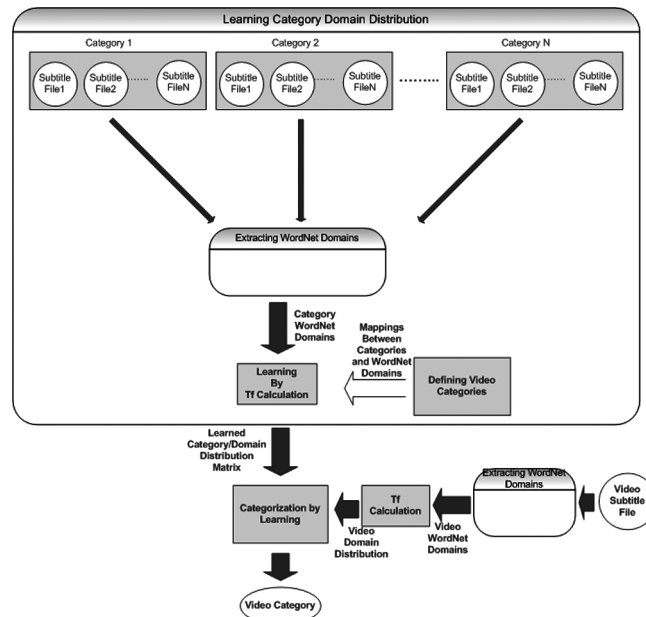 Learning Category Domain Distribution
Category 1
Category 2
Category N
Subtitle
File1
Subtitle
File2
......
Subtitle
FileN
Subtitle
File1
Subtitle
File2
......
Subtitle
FileN
.........
Subtitle
File1
Subtitle
File2
......
Subtitle
FileN
Extracting WordNet Domains
Category
WordNet
Domains
Mappings
Between
Categories
and WordNet
Domains
Learning
By
Tf Calculation
Defining Video
Categories
Learned
Category/Domain
Distribution
Matrix
Extracting WordNet
Domains
Video
Subtitle
File
Tf
Calculation
Categorization by
Learning
Video
Domain
Distribution
Video
WordNet
Domains
Video Category